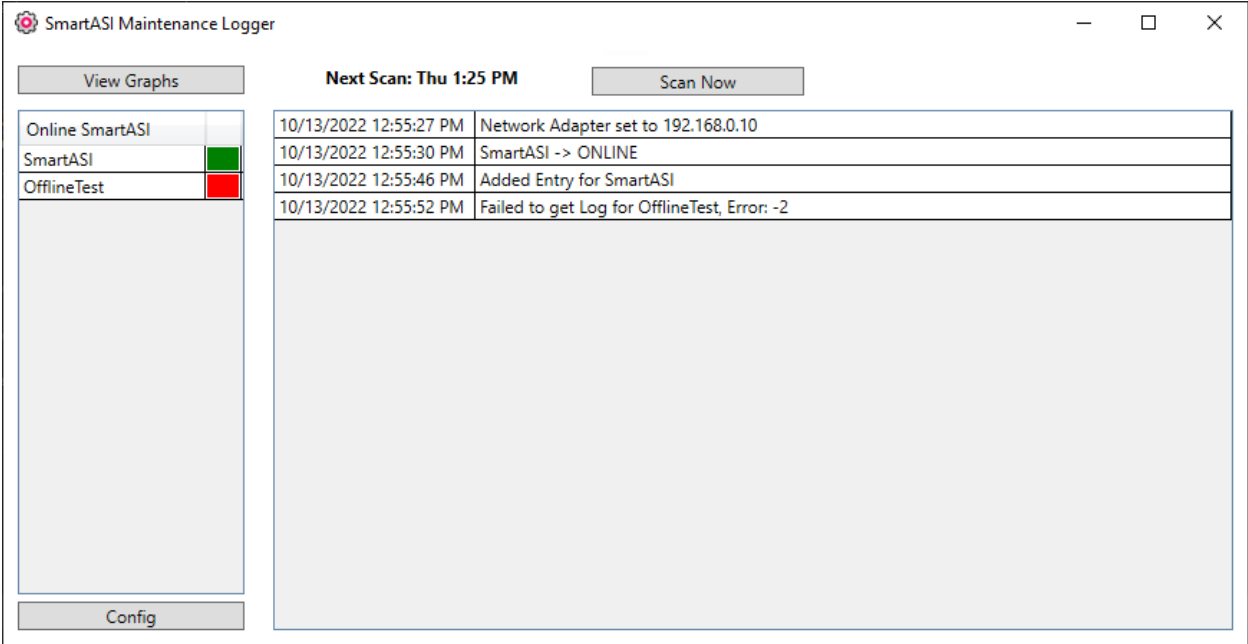 SmartASI Maintenance Logger
View Graphs
Next Scan: Thu 1:25 PM
Scan Now
Online SmartASI
SmartASI
OfflineTest
10/13/2022 12:55:27 PM Network Adapter set to 192.168.0.10
10/13/2022 12:55:30 PM SmartASI -> ONLINE
10/13/2022 12:55:46 PM Added Entry for SmartASI
10/13/2022 12:55:52 PM Failed to get Log for OfflineTest, Error: -2
Config